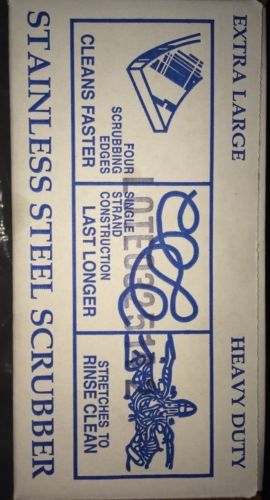 EXTRA LARGE
HEAVY DUTY
FOUR
SCRUBBING
EDGES
CLEANS FASTER
SINGLE
STRAND
CONSTRUCTION
LAST LONGER
STRETCHES TO
RINSE CLEAN
STAINLESS STEEL SCRUBBER